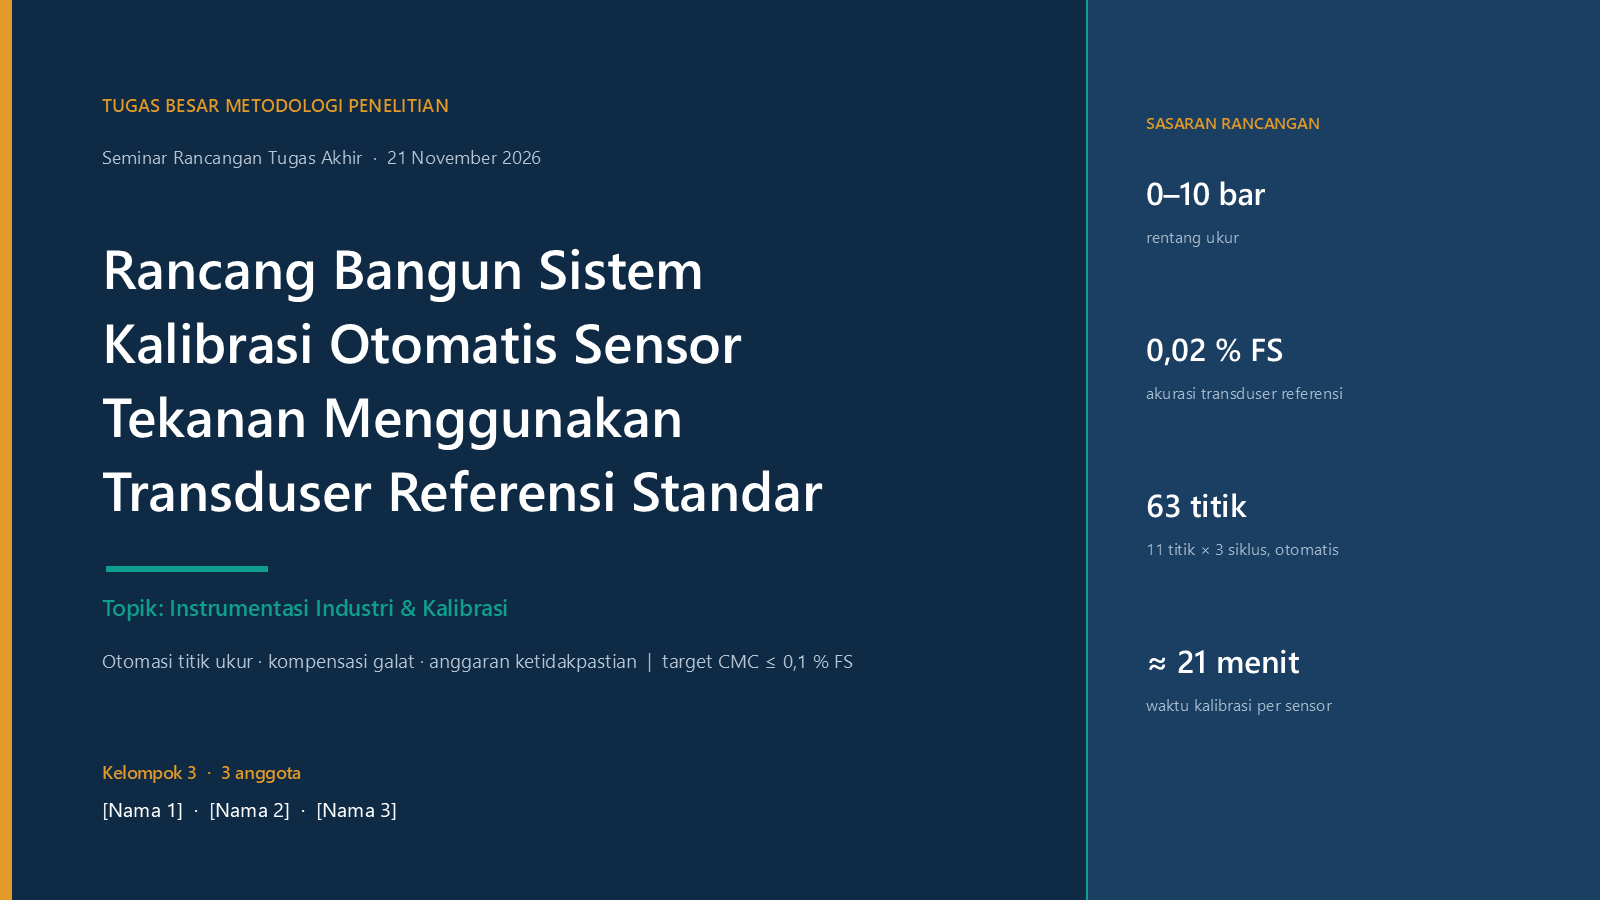 TUGAS BESAR METODOLOGI PENELITIAN
Seminar Rancangan Tugas Akhir · 21 November 2026
Rancang Bangun Sistem
Kalibrasi Otomatis Sensor
Tekanan Menggunakan
Transduser Referensi Standar
Topik: Instrumentasi Industri & Kalibrasi
Otomasi titik ukur · kompensasi galat · anggaran ketidakpastian | target CMC ≤ 0,1 % FS
Kelompok 3 · 3 anggota
[Nama 1] · [Nama 2] · [Nama 3]
SASARAN RANCANGAN
0–10 bar
rentang ukur
0,02 % FS
akurasi transduser referensi
63 titik
11 titik × 3 siklus, otomatis
≈ 21 menit
waktu kalibrasi per sensor